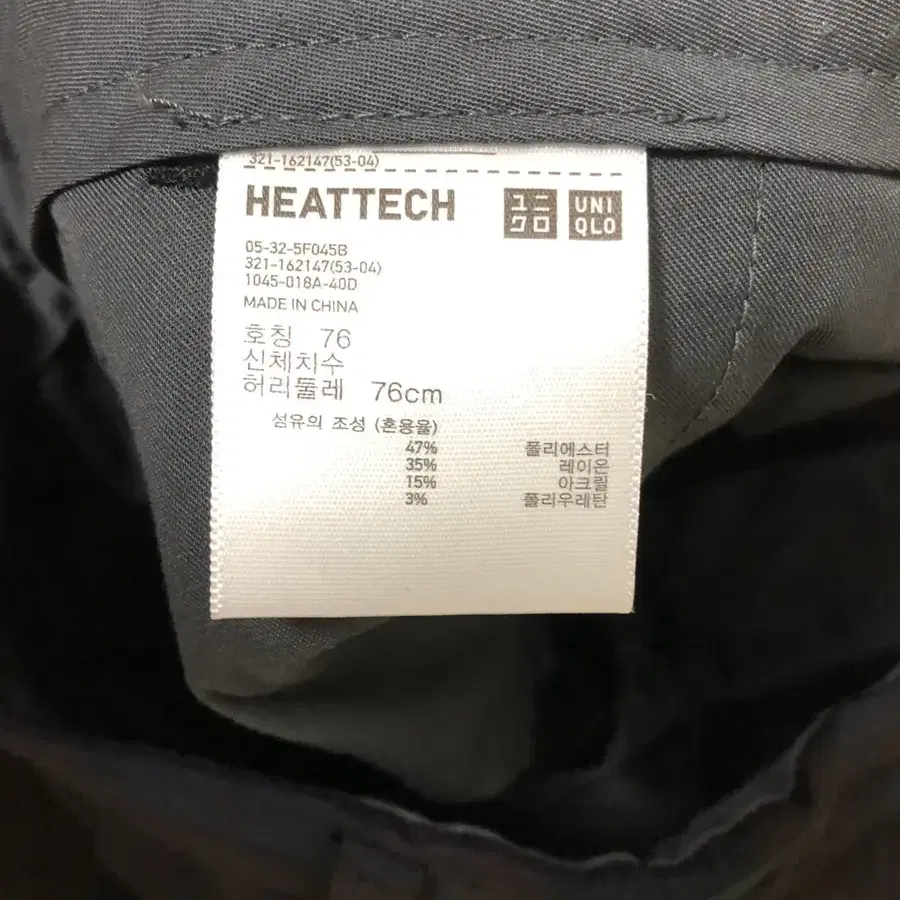 321-162147(53-04)
HEATTECH
ユニ
クロ
UNI
QLO
05-32-5F045B
321-162147(53-04)
1045-018A-40D
MADE IN CHINA
호칭 76
신체치수
허리둘레 76cm
섬유의 조성 (혼용율)
47% 폴리에스터
35% 레이온
15% 아크릴
3% 폴리우레탄